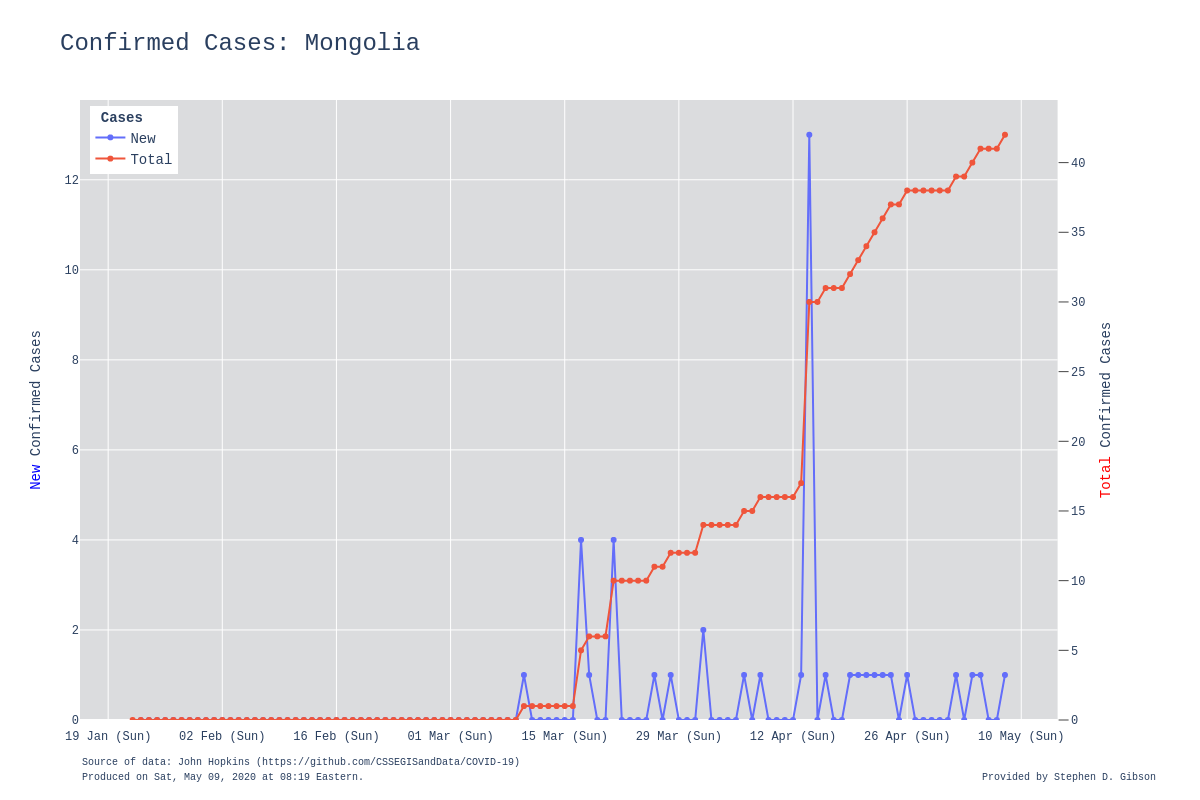 Confirmed Cases: Mongolia
Cases
New
Total
12
10
8
6
4
2
0
New Confirmed Cases
40
35
30
25
20
15
10
5
0
Total Confirmed Cases
19 Jan (Sun) 02 Feb (Sun) 16 Feb (Sun) 01 Mar (Sun) 15 Mar (Sun) 29 Mar (Sun) 12 Apr (Sun) 26 Apr (Sun) 10 May (Sun)
Source of data: John Hopkins (https://github.com/CSSEGISandData/COVID-19)
Produced on Sat, May 09, 2020 at 08:19 Eastern.
Provided by Stephen D. Gibson